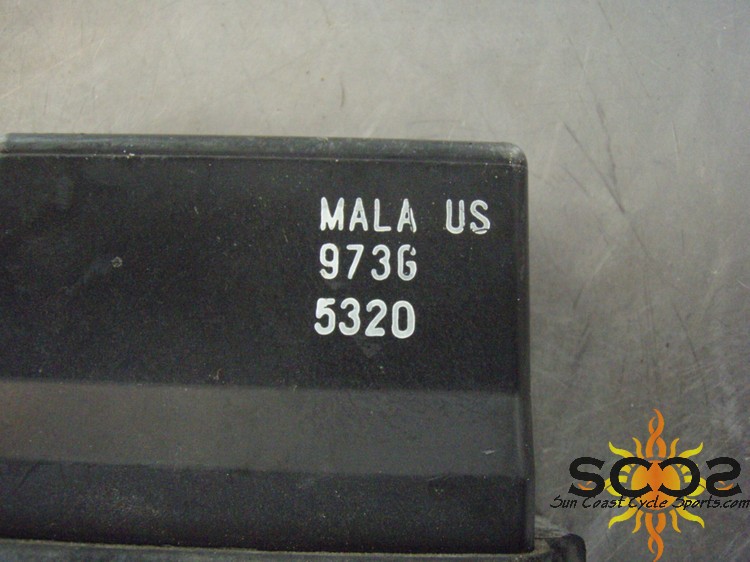 MALA US
973G
5320
SCCS
Sun Coast Cycle Sports.com